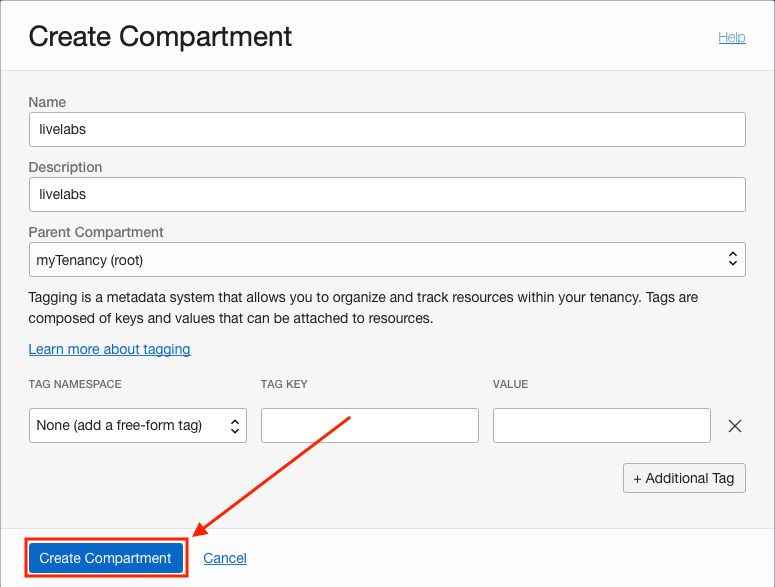 Create Compartment
Help
Name
livelabs
Description
livelabs
Parent Compartment
myTenancy (root)
Tagging is a metadata system that allows you to organize and track resources within your tenancy. Tags are
composed of keys and values that can be attached to resources.
Learn more about tagging
TAG NAMESPACE TAG KEY VALUE
None (add a free-form tag)
+ Additional Tag
Create Compartment Cancel